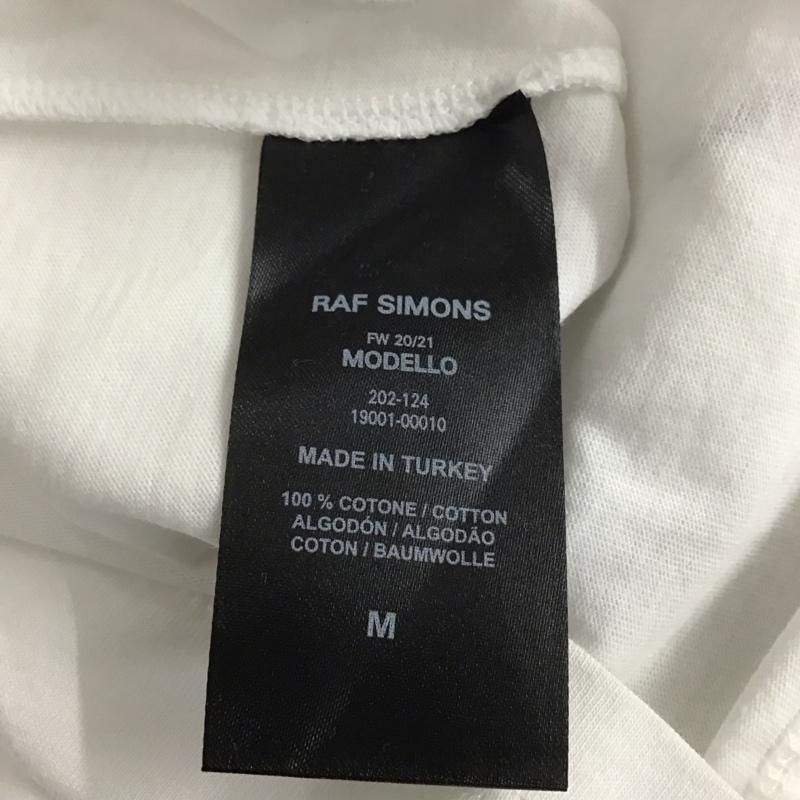 RAF SIMONS
FW 20/21
MODELLO
202-124
19001-00010
MADE IN TURKEY
100 % COTONE / COTTON
ALGODÓN / ALGODÃO
COTON / BAUMWOLLE
M